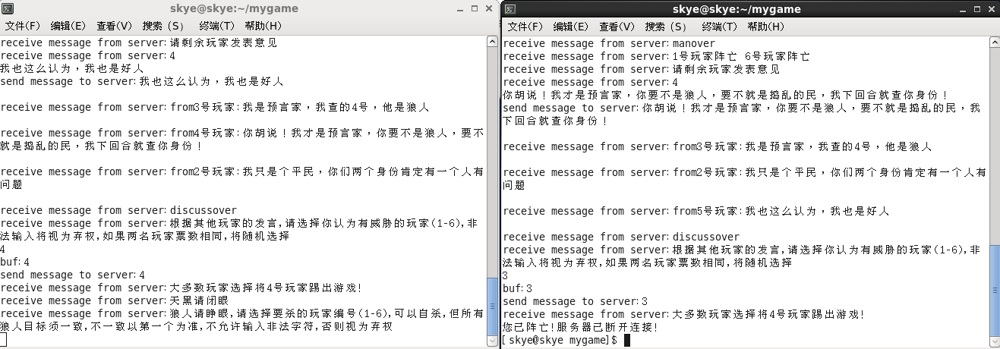 skye@skye:~/mygame
文件(F) 编辑(E) 查看(V) 搜索 (S) 终端(T) 帮助(H)
receive message from server:请剩余玩家发表意见
receive message from server:4
我也这么认为，我也是好人
send message to server:我也这么认为，我也是好人
receive message from server:from3号玩家:我是预言家，我查的4号，他是狼人
receive message from server:from4号玩家:你胡说！我才是预言家，你要不是狼人，要不
就是捣乱的民，我下回合就查你身份！
receive message from server:from2号玩家:我只是个平民，你们两个身份肯定有一个人有
问题
receive message from server:discussover
receive message from server:根据其他玩家的发言,请选择你认为有威胁的玩家(1-6),非
法输入将视为弃权,如果两名玩家票数相同,将随机选择
4
buf:4
send message to server:4
receive message from server:大多数玩家选择将4号玩家踢出游戏!
receive message from server:天黑请闭眼
receive message from server:狼人请睁眼,请选择要杀的玩家编号(1-6),可以自杀,但所有
狼人目标须一致,不一致以第一个为准,不允许输入非法字符,否则视为弃权
skye@skye:~/mygame
文件(F) 编辑(E) 查看(V) 搜索 (S) 终端(T) 帮助(H)
receive message from server:manover
receive message from server:1号玩家阵亡 6号玩家阵亡
receive message from server:请剩余玩家发表意见
receive message from server:4
你胡说！我才是预言家，你要不是狼人，要不就是捣乱的民，我下回合就查你身份！
send message to server:你胡说！我才是预言家，你要不是狼人，要不就是捣乱的民，我
下回合就查你身份！
receive message from server:from3号玩家:我是预言家，我查的4号，他是狼人
receive message from server:from2号玩家:我只是个平民，你们两个身份肯定有一个人有
问题
receive message from server:from5号玩家:我也这么认为，我也是好人
receive message from server:discussover
receive message from server:根据其他玩家的发言,请选择你认为有威胁的玩家(1-6),非
法输入将视为弃权,如果两名玩家票数相同,将随机选择
3
buf:3
send message to server:3
receive message from server:大多数玩家选择将4号玩家踢出游戏!
您已阵亡!服务器已断开连接!
[skye@skye mygame]$